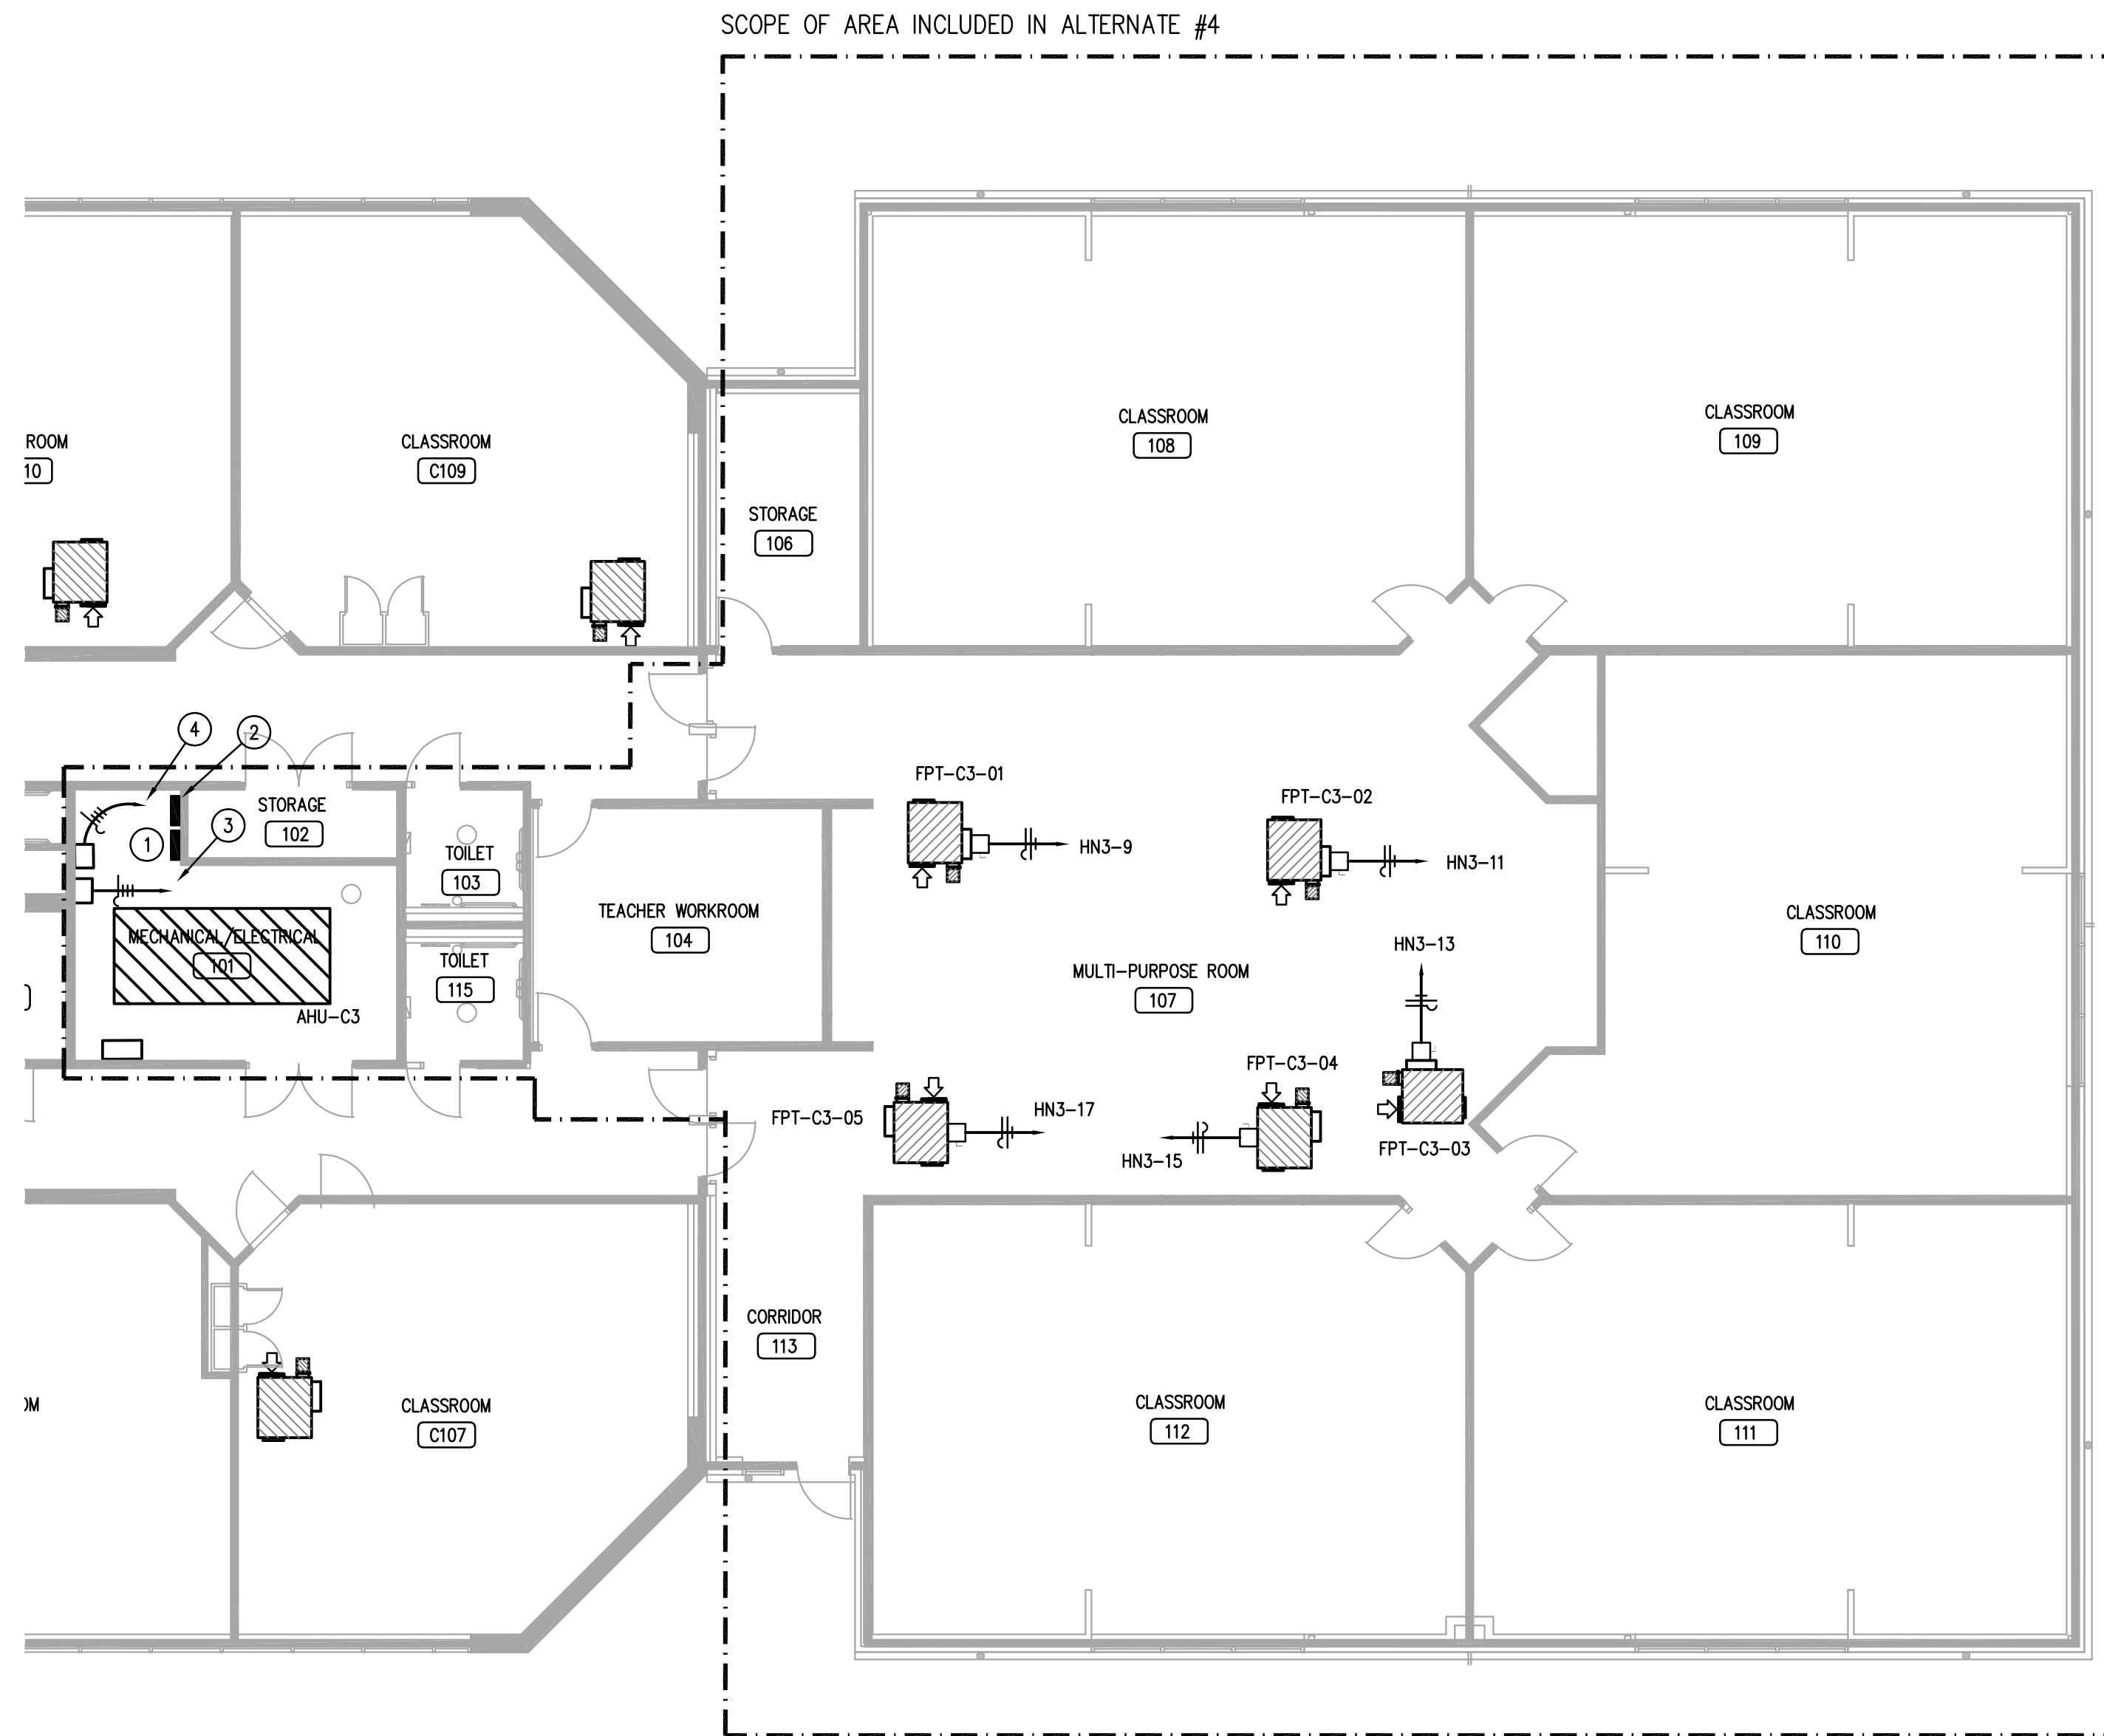 SCOPE OF AREA INCLUDED IN ALTERNATE #4
CLASSROOM
108
CLASSROOM
109
ROOM
10
CLASSROOM
C109
STORAGE
106
4
2
3
1
STORAGE
102
TOILET
103
FPT-C3-01
HN3-9
FPT-C3-02
HN3-11
TEACHER WORKROOM
104
CLASSROOM
110
MECHANICAL/ELECTRICAL
101
AHU-C3
TOILET
115
MULTI-PURPOSE ROOM
107
HN3-13
FPT-C3-03
FPT-C3-04
HN3-15
FPT-C3-05
HN3-17
CORRIDOR
113
OM
CLASSROOM
C107
CLASSROOM
112
CLASSROOM
111